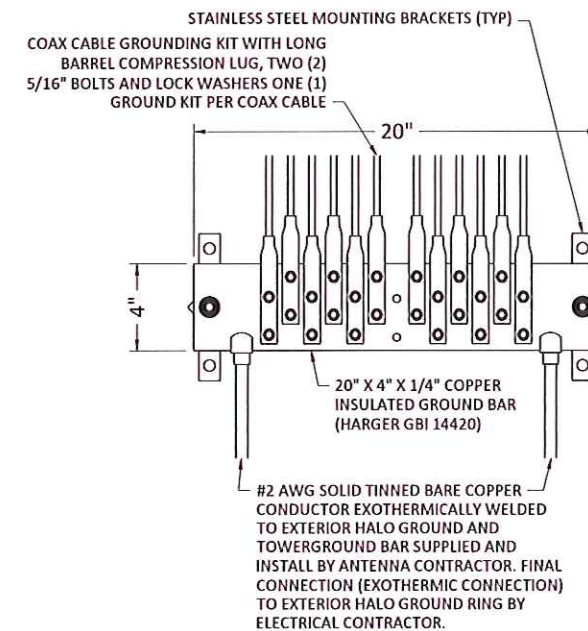 STAINLESS STEEL MOUNTING BRACKETS (TYP)
COAX CABLE GROUNDING KIT WITH LONG
BARREL COMPRESSION LUG, TWO (2)
5/16" BOLTS AND LOCK WASHERS ONE (1)
GROUND KIT PER COAX CABLE
20"
4"
20" X 4" X 1/4" COPPER
INSULATED GROUND BAR
(HARGER GBI 14420)
#2 AWG SOLID TINNED BARE COPPER
CONDUCTOR EXOTHERMICALLY WELDED
TO EXTERIOR HALO GROUND AND
TOWERGROUND BAR SUPPLIED AND
INSTALL BY ANTENNA CONTRACTOR. FINAL
CONNECTION (EXOTHERMIC CONNECTION)
TO EXTERIOR HALO GROUND RING BY
ELECTRICAL CONTRACTOR.